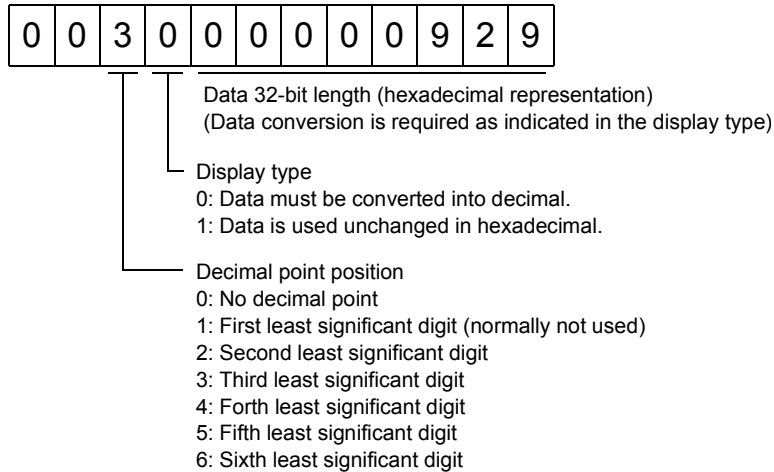 0 0 3 0 0 0 0 0 0 9 2 9
Data 32-bit length (hexadecimal representation)
(Data conversion is required as indicated in the display type)
Display type
0: Data must be converted into decimal.
1: Data is used unchanged in hexadecimal.
Decimal point position
0: No decimal point
1: First least significant digit (normally not used)
2: Second least significant digit
3: Third least significant digit
4: Forth least significant digit
5: Fifth least significant digit
6: Sixth least significant digit